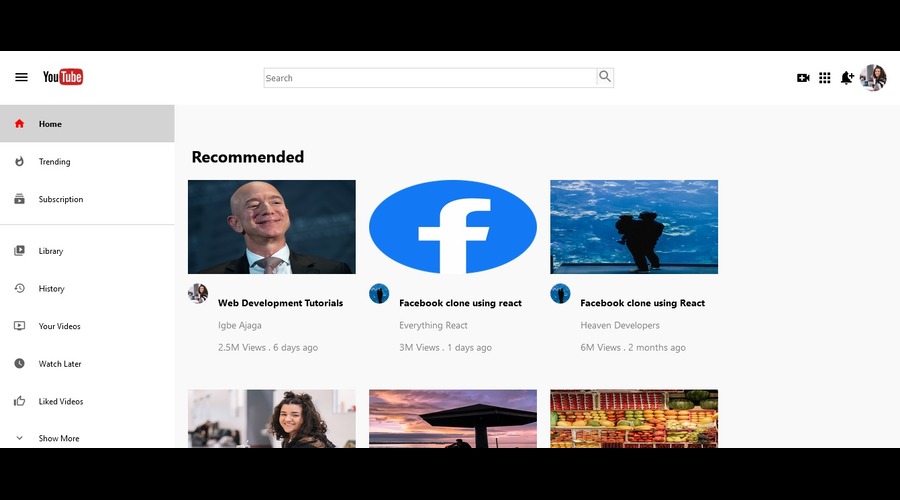 YouTube
Search
Home
Trending
Subscription
Library
History
Your Videos
Watch Later
Liked Videos
Show More
Recommended
Web Development Tutorials
Igbe Ajaga
2.5M Views . 6 days ago
Facebook clone using react
Everything React
3M Views . 1 days ago
Facebook clone using React
Heaven Developers
6M Views . 2 months ago